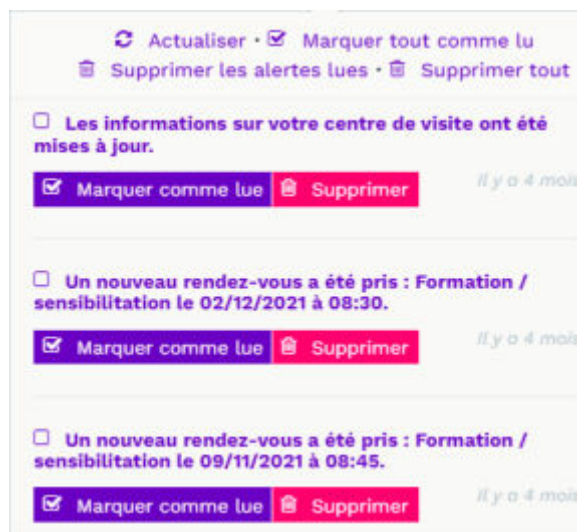 Actualiser • Marquer tout comme lu
Supprimer les alertes lues • Supprimer tout
Les informations sur votre centre de visite ont été
mises à jour.
Marquer comme lue Supprimer Il y a 4 mois
Un nouveau rendez-vous a été pris : Formation /
sensibilitation le 02/12/2021 à 08:30.
Marquer comme lue Supprimer Il y a 4 mois
Un nouveau rendez-vous a été pris : Formation /
sensibilitation le 09/11/2021 à 08:45.
Marquer comme lue Supprimer Il y a 4 mois